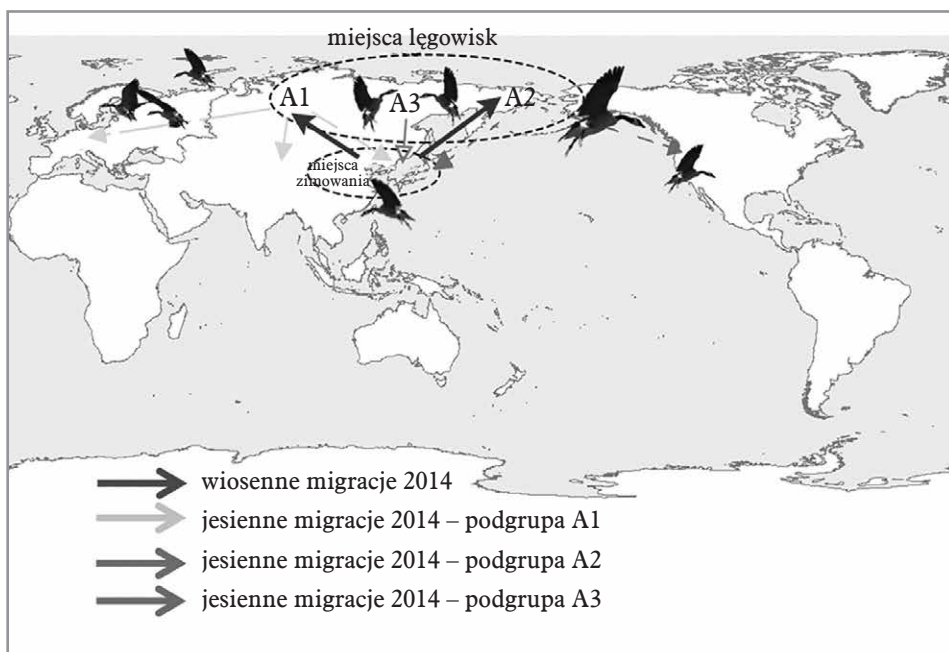 miejsca lęgowisk
A1
A3
A2
miejsca
zimowania
wiosenne migracje 2014
jesienne migracje 2014 – podgrupa A1
jesienne migracje 2014 – podgrupa A2
jesienne migracje 2014 – podgrupa A3